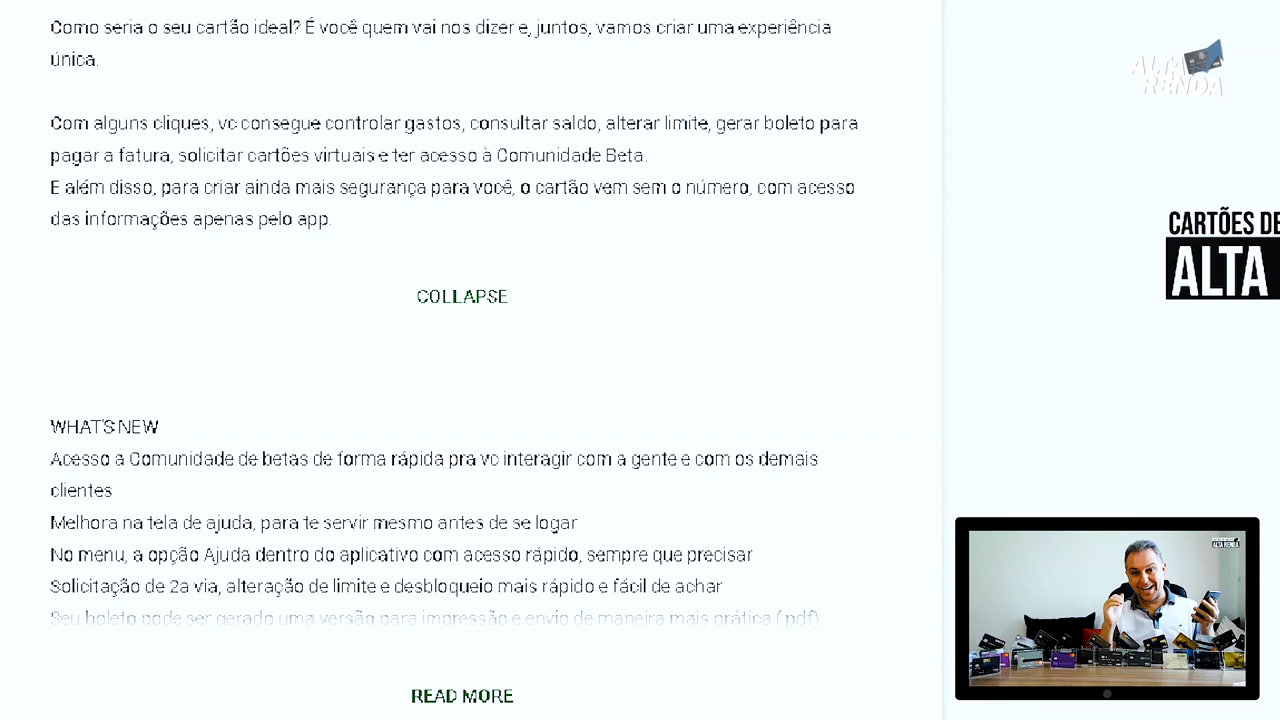 Como seria o seu cartão ideal? É você quem vai nos dizer e, juntos, vamos criar uma experiência
única.
Com alguns cliques, vc consegue controlar gastos, consultar saldo, alterar limite, gerar boleto para
pagar a fatura, solicitar cartões virtuais e ter acesso à Comunidade Beta.
E além disso, para criar ainda mais segurança para você, o cartão vem sem o número, com acesso
das informações apenas pelo app.
COLLAPSE
WHAT'S NEW
Acesso a Comunidade de betas de forma rápida pra vc interagir com a gente e com os demais
clientes
Melhora na tela de ajuda, para te servir mesmo antes de se logar
No menu, a opção Ajuda dentro do aplicativo com acesso rápido, sempre que precisar
Solicitação de 2a via, alteração de limite e desbloqueio mais rápido e fácil de achar
Seu boleto pode ser gerado uma versão para impressão e envio de maneira mais prática (.pdf)
READ MORE
ALTA
RENDA
CARTÕES DE
ALTA
ALTA RENDA